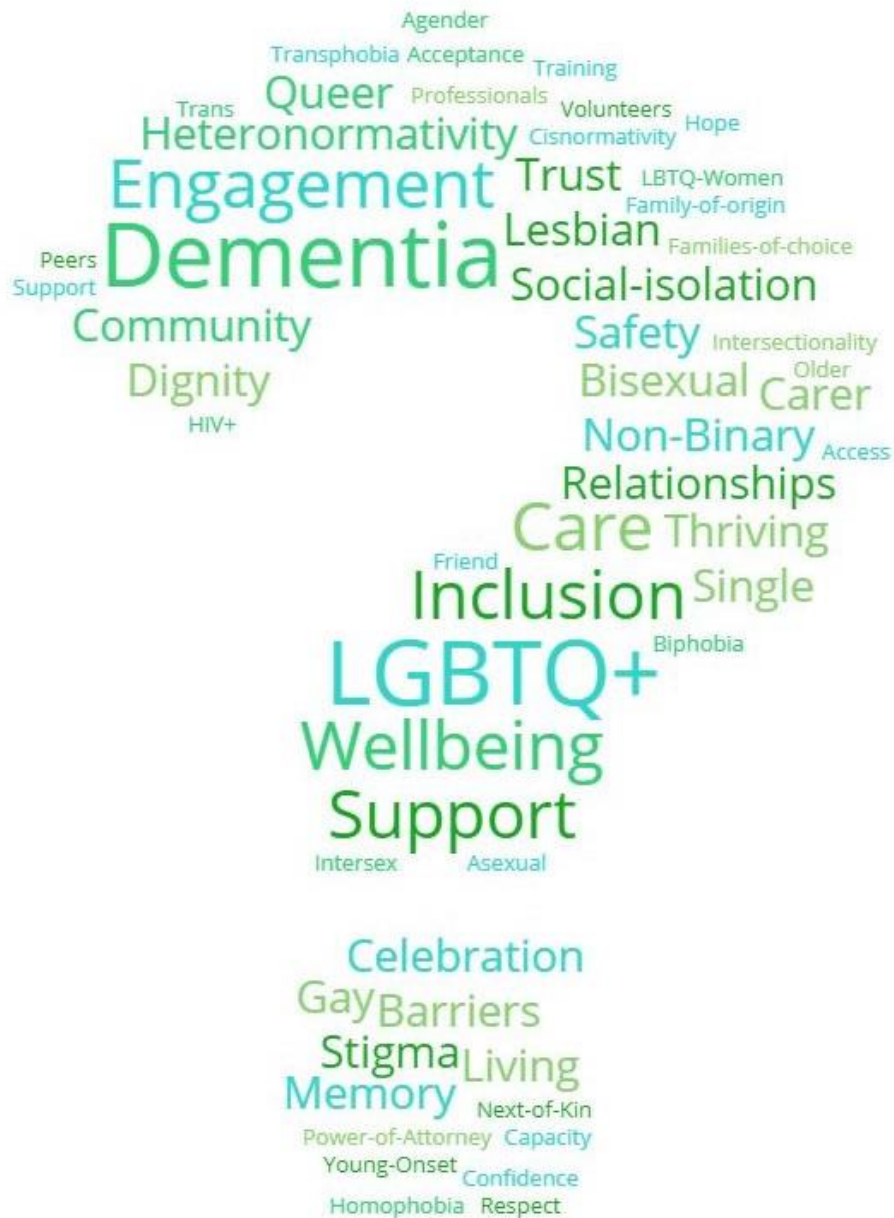 Agender
Transphobia Acceptance Training
Queer Professionals Volunteers
Trans Hope
Heteronormativity Cisnormativity
Engagement Trust LBTQ-Women
Family-of-origin
Dementia Lesbian Families-of-choice
Peers
Support Social-isolation
Community Safety Intersectionality
Older
Dignity Bisexual Carer
HIV+ Non-Binary Access
Relationships
Care Thriving
Friend
Inclusion Single
Biphobia
LGBTQ+
Wellbeing
Support
Intersex Asexual
Celebration
Gay Barriers
Stigma Living
Memory Next-of-Kin
Power-of-Attorney Capacity
Young-Onset Confidence
Homophobia Respect